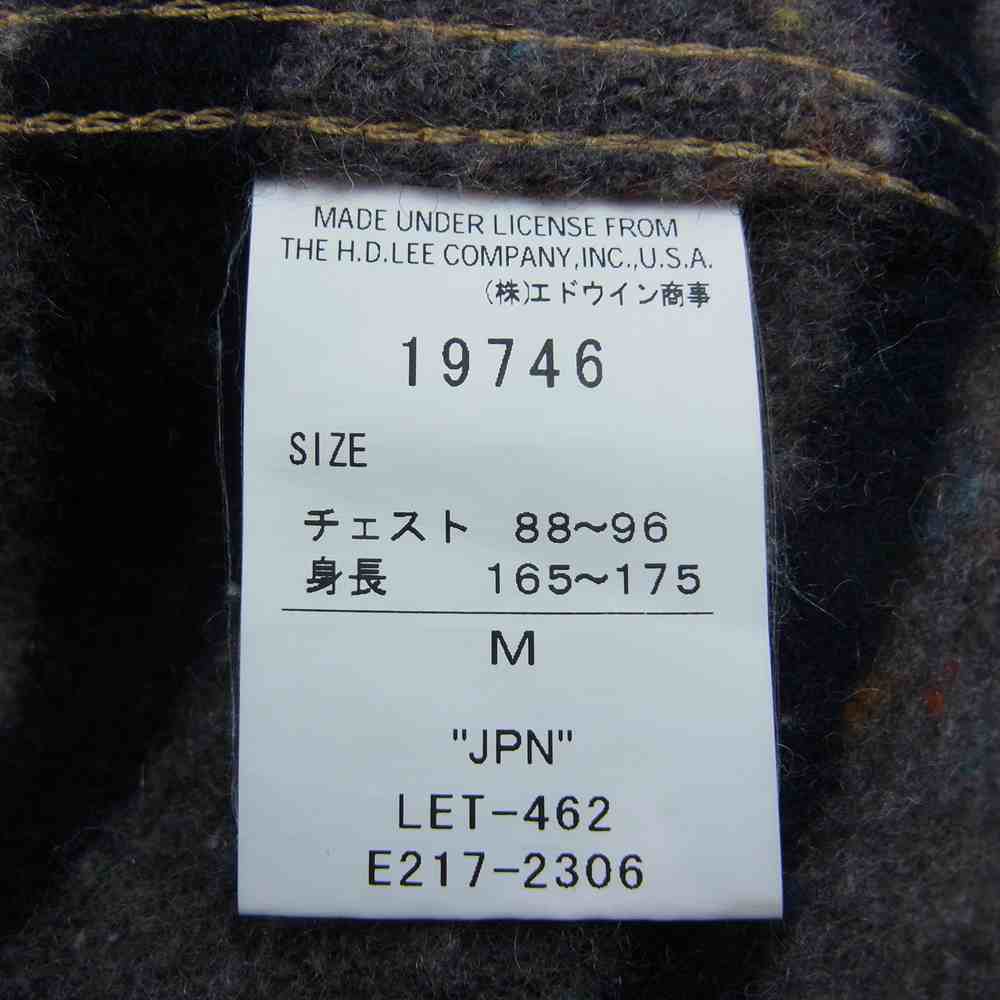 MADE UNDER LICENSE FROM
THE H.D.LEE COMPANY,INC.,U.S.A.
(株)エドウイン商事
19746
SIZE
チェスト 88~96
身長 165~175
M
"JPN"
LET-462
E217-2306